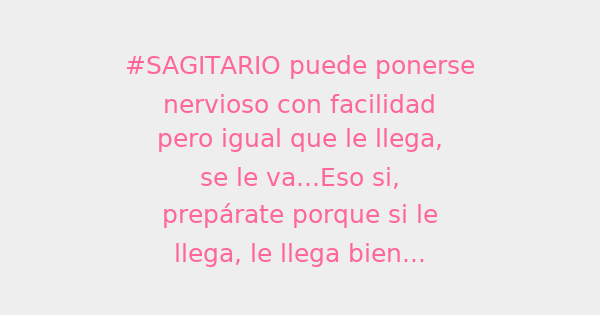 #SAGITARIO puede ponerse
nervioso con facilidad
pero igual que le llega,
se le va...Eso si,
prepárate porque si le
llega, le llega bien...